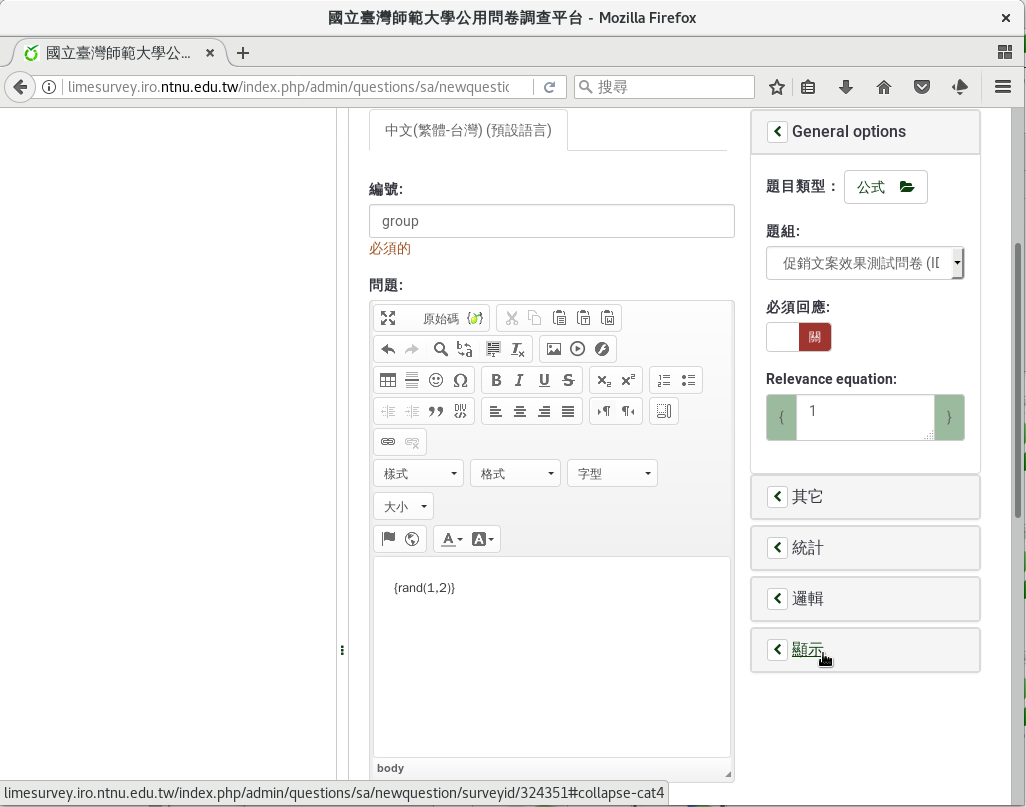 國立臺灣師範大學公用問卷調查平台 - Mozilla Firefox
國立臺灣師範大學公...
limesurvey.iro.ntnu.edu.tw/index.php/admin/questions/sa/newquestic
搜尋
中文(繁體-台灣) (預設語言)
編號:
group
必須的
問題:
原始碼
樣式
格式
字型
大小
{rand(1,2)}
body
General options
題目類型：
公式
題組:
促銷文案效果測試問卷 (ID
必須回應:
關
Relevance equation:
{
1
}
其它
統計
邏輯
顯示
limesurvey.iro.ntnu.edu.tw/index.php/admin/questions/sa/newquestion/surveyid/324351#collapse-cat4